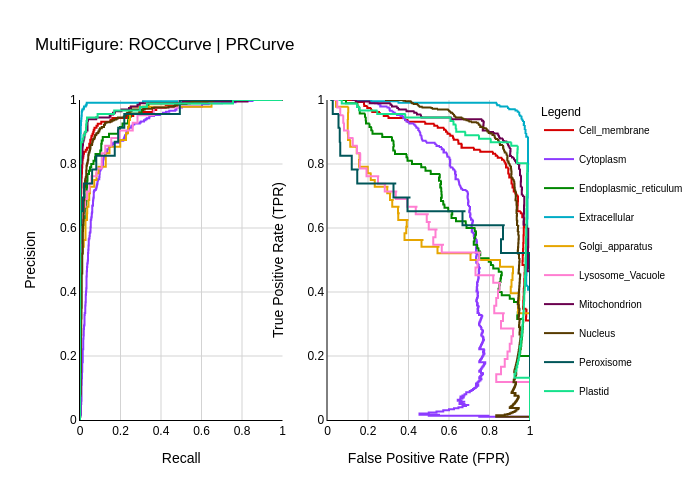 MultiFigure: ROCCurve | PRCurve
Precision
1
0.8
0.6
0.4
0.2
0
0 0.2 0.4 0.6 0.8 1
Recall
True Positive Rate (TPR)
1
0.8
0.6
0.4
0.2
0
0 0.2 0.4 0.6 0.8 1
False Positive Rate (FPR)
Legend
Cell_membrane
Cytoplasm
Endoplasmic_reticulum
Extracellular
Golgi_apparatus
Lysosome_Vacuole
Mitochondrion
Nucleus
Peroxisome
Plastid